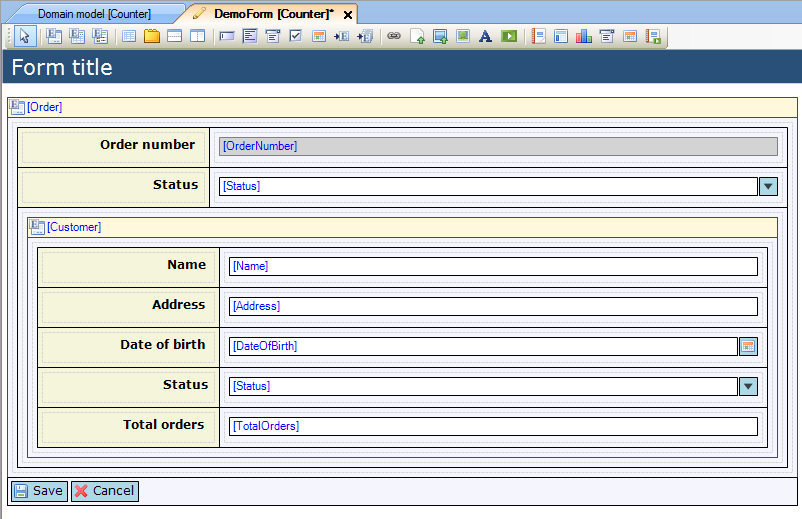 Domain model [Counter]
DemoForm [Counter]*
Form title
[Order]
Order number
[OrderNumber]
Status
[Status]
[Customer]
Name
[Name]
Address
[Address]
Date of birth
[DateOfBirth]
Status
[Status]
Total orders
[TotalOrders]
Save
Cancel